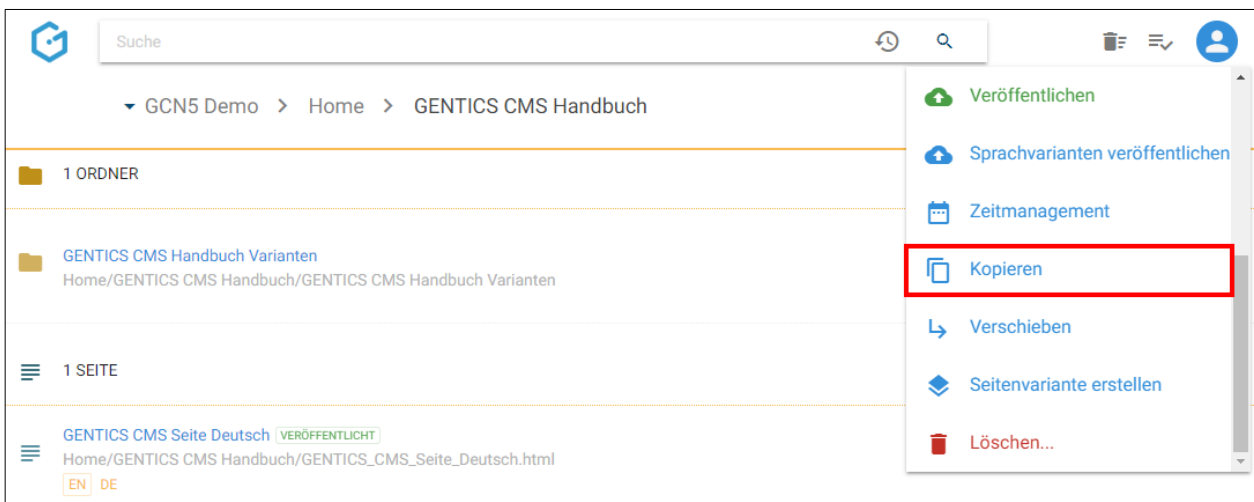 Suche
GCN5 Demo > Home > GENTICS CMS Handbuch
1 ORDNER
GENTICS CMS Handbuch Varianten
Home/GENTICS CMS Handbuch/GENTICS CMS Handbuch Varianten
1 SEITE
GENTICS CMS Seite Deutsch VERÖFFENTLICHT
Home/GENTICS CMS Handbuch/GENTICS_CMS_Seite_Deutsch.html
EN DE
Veröffentlichen
Sprachvarianten veröffentlichen
Zeitmanagement
Kopieren
Verschieben
Seitenvariante erstellen
Löschen...